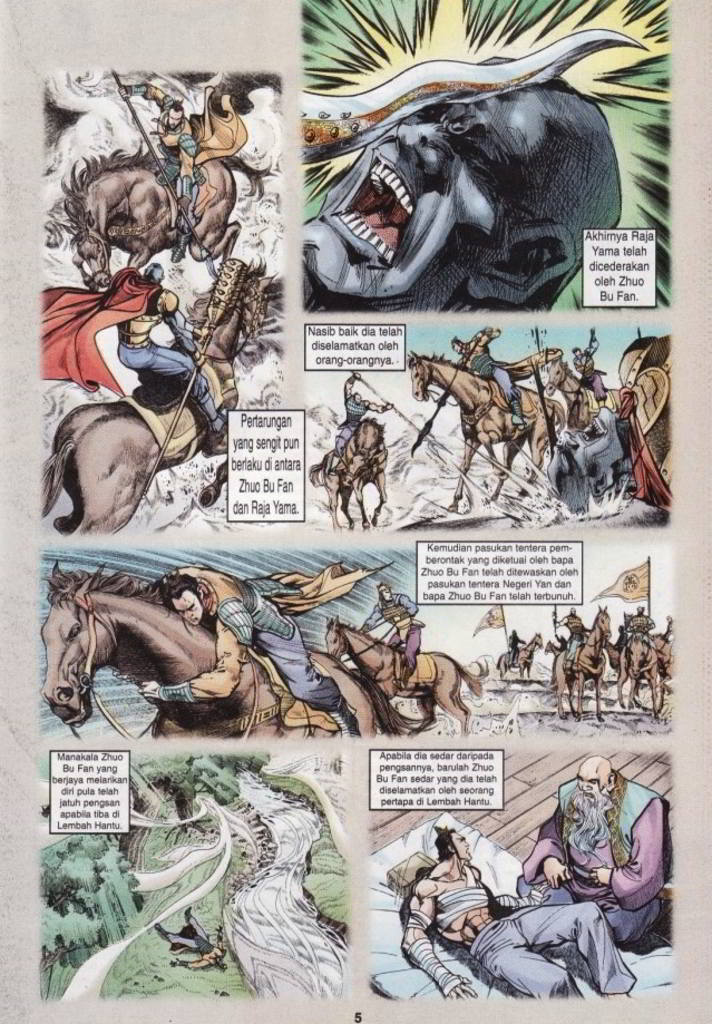 Pertarungan
yang sengit pun
berlaku di antara
Zhuo Bu Fan
dan Raja Yama.
Akhirnya Raja
Yama telah
dicederakan
oleh Zhuo
Bu Fan.
Nasib baik dia telah
diselamatkan oleh
orang-orangnya.
Kemudian pasukan tentera pem-
berontak yang diketuai oleh bapa
Zhuo Bu Fan telah ditewaskan oleh
pasukan tentera Negeri Yan dan
bapa Zhuo Bu Fan telah terbunuh.
Manakala Zhuo
Bu Fan yang
berjaya melarikan
diri pula telah
jatuh pengsan
apabila tiba di
Lembah Hantu.
Apabila dia sedar daripada
pengsannya, barulah Zhuo
Bu Fan sedar yang dia telah
diselamatkan oleh seorang
pertapa di Lembah Hantu.
5